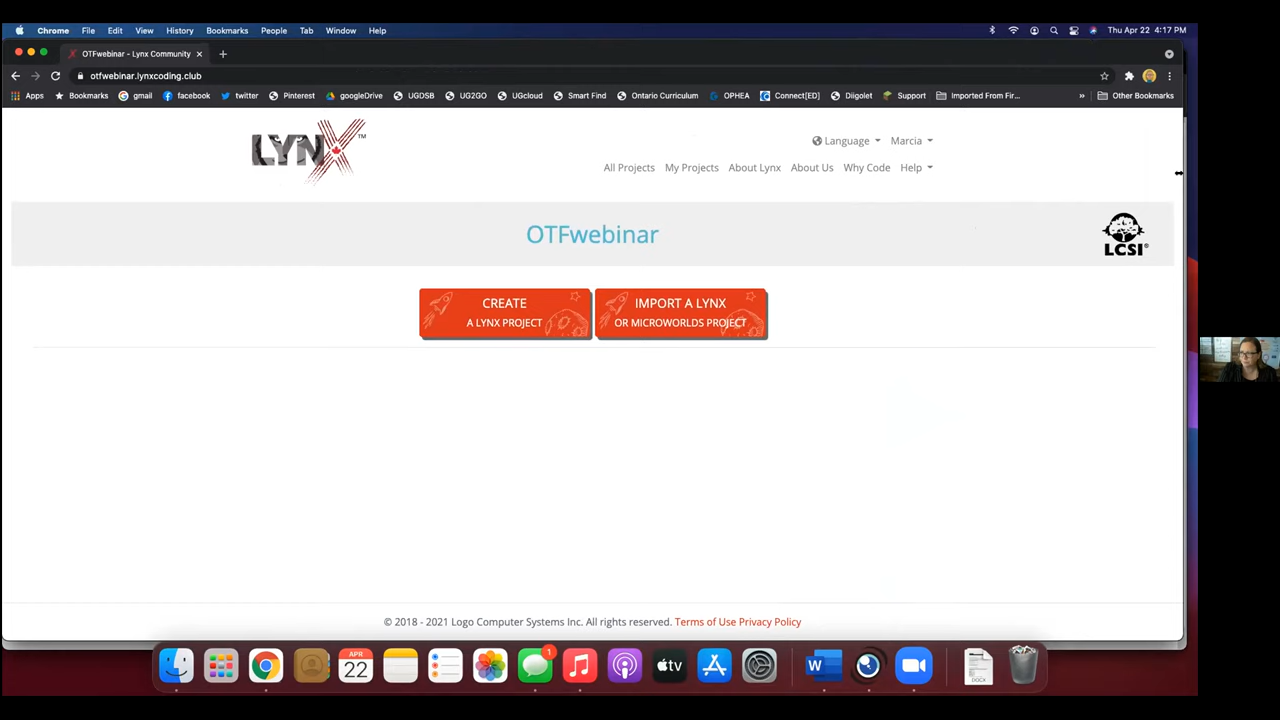 Chrome File Edit View History Bookmarks People Tab Window Help Thu Apr 22 4:17 PM
OTFwebinar - Lynx Community
otfwebinar.lynxcoding.club
Apps Bookmarks gmail facebook twitter Pinterest googleDrive UGDSB UG2GO UGcloud Smart Find Ontario Curriculum OPHEA Connect[ED] Diigolet Support Imported From Fir... » Other Bookmarks
LYNX™
Language Marcia
All Projects My Projects About Lynx About Us Why Code Help
OTFwebinar
LCSI®
CREATE
A LYNX PROJECT
IMPORT A LYNX
OR MICROWORLDS PROJECT
© 2018 - 2021 Logo Computer Systems Inc. All rights reserved. Terms of Use Privacy Policy
APR
22
1
tv
W
DOCX